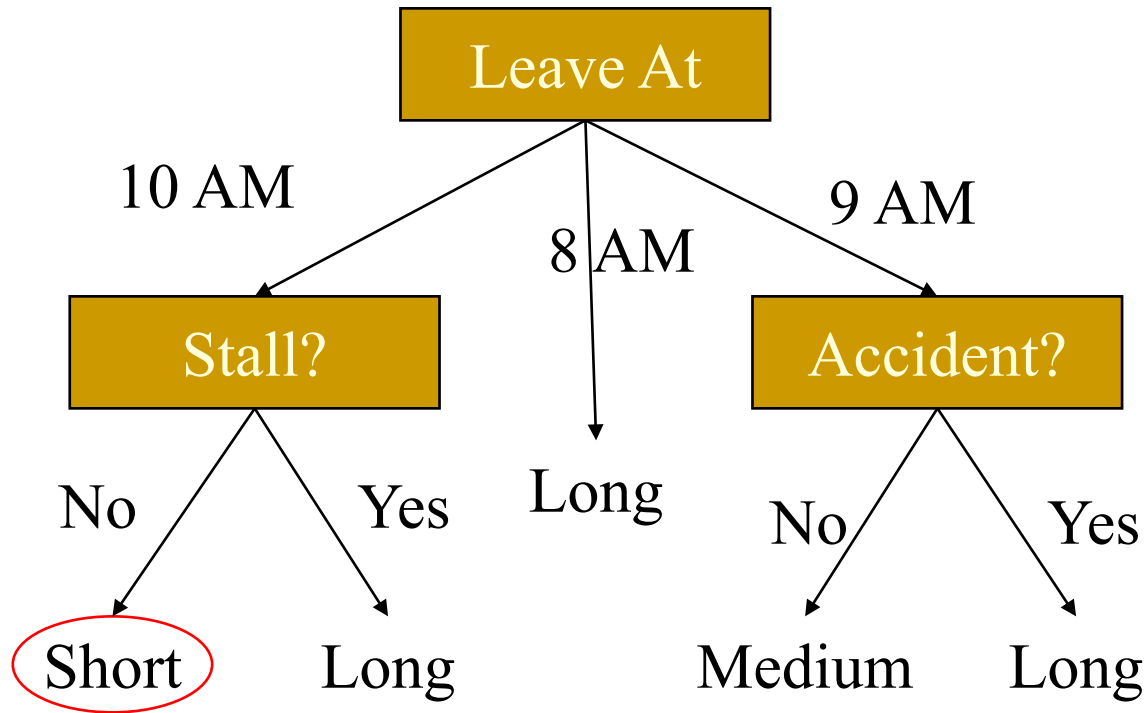 Leave At
10 AM
8 AM
9 AM
Stall?
Accident?
No
Yes
Long
No
Yes
Short
Long
Medium
Long